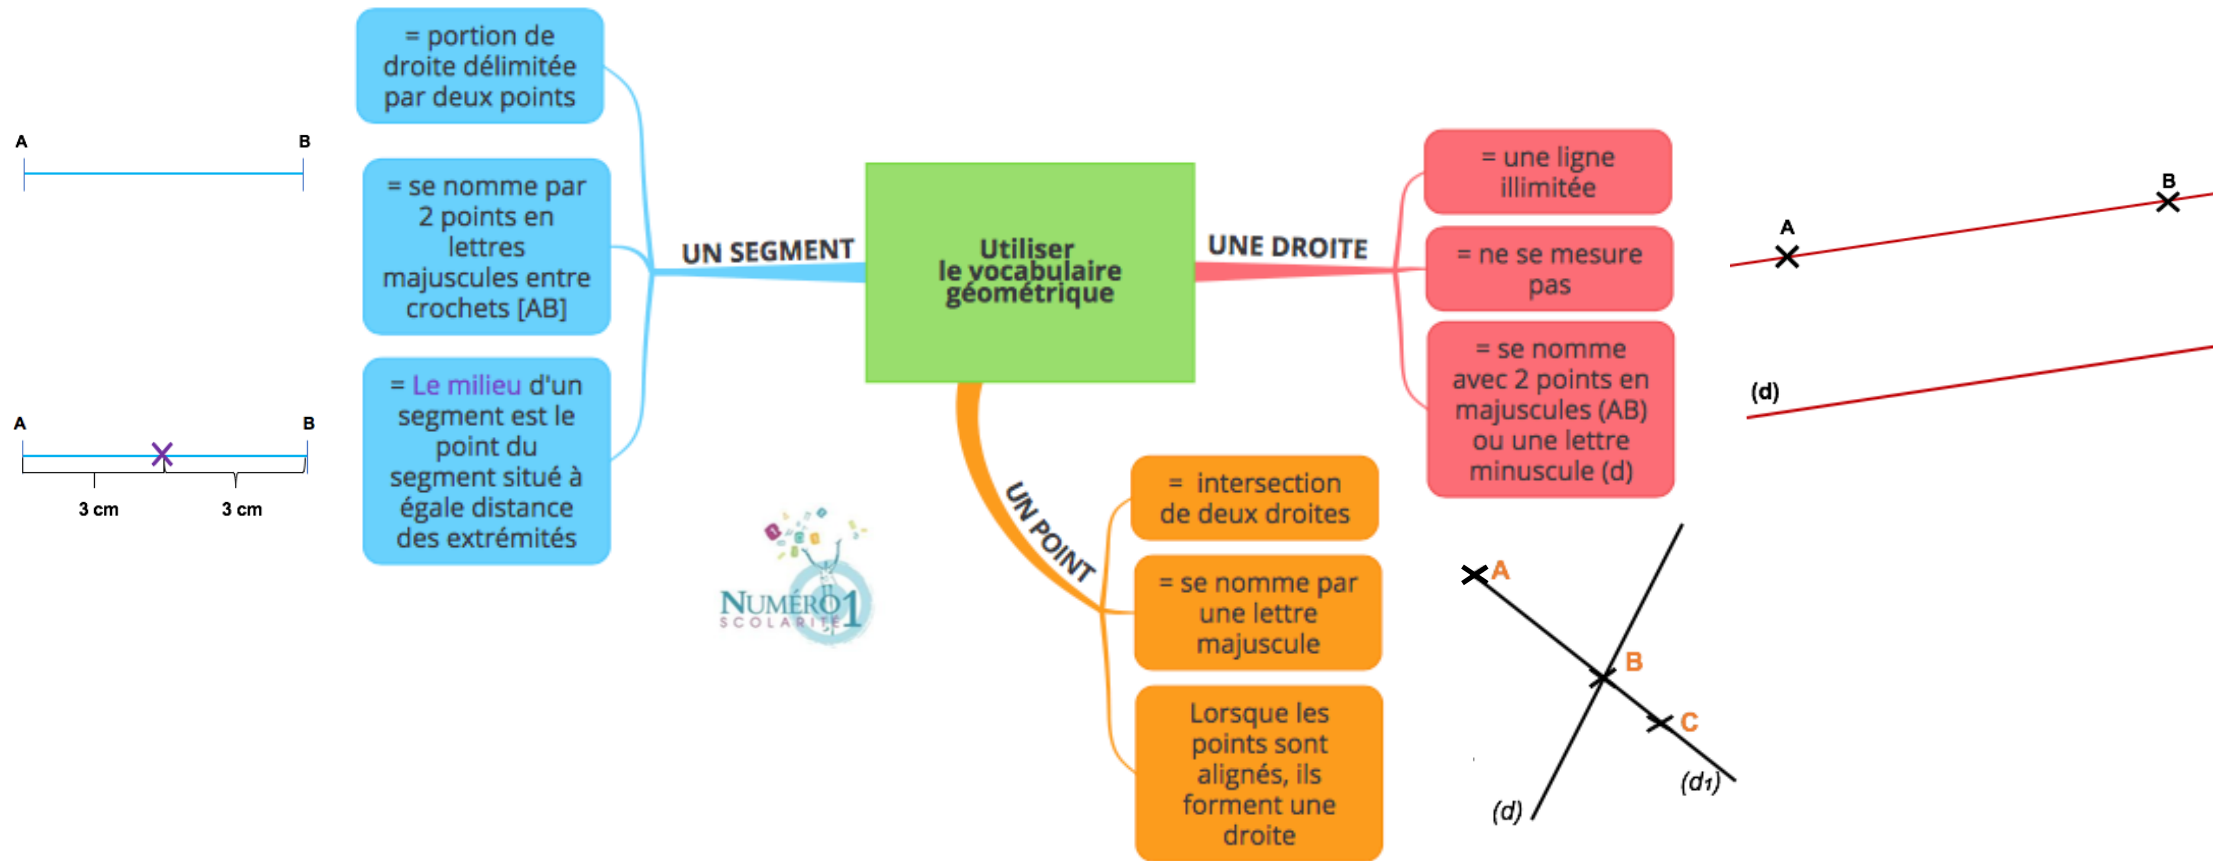 = portion de
droite délimitée
par deux points
A
B
= se nomme par
2 points en
lettres
majuscules entre
crochets [AB]
= Le milieu d'un
segment est le
point du
segment situé à
égale distance
des extrémités
A
B
3 cm
3 cm
UN SEGMENT
Utiliser
le vocabulaire
géométrique
UNE DROITE
= une ligne
illimitée
= ne se mesure
pas
= se nomme
avec 2 points en
majuscules (AB)
ou une lettre
minuscule (d)
A
B
(d)
UN POINT
= intersection
de deux droites
= se nomme par
une lettre
majuscule
Lorsque les
points sont
alignés, ils
forment une
droite
A
B
C
(d1)
(d)
NUMÉRO1
SCOLARITÉ